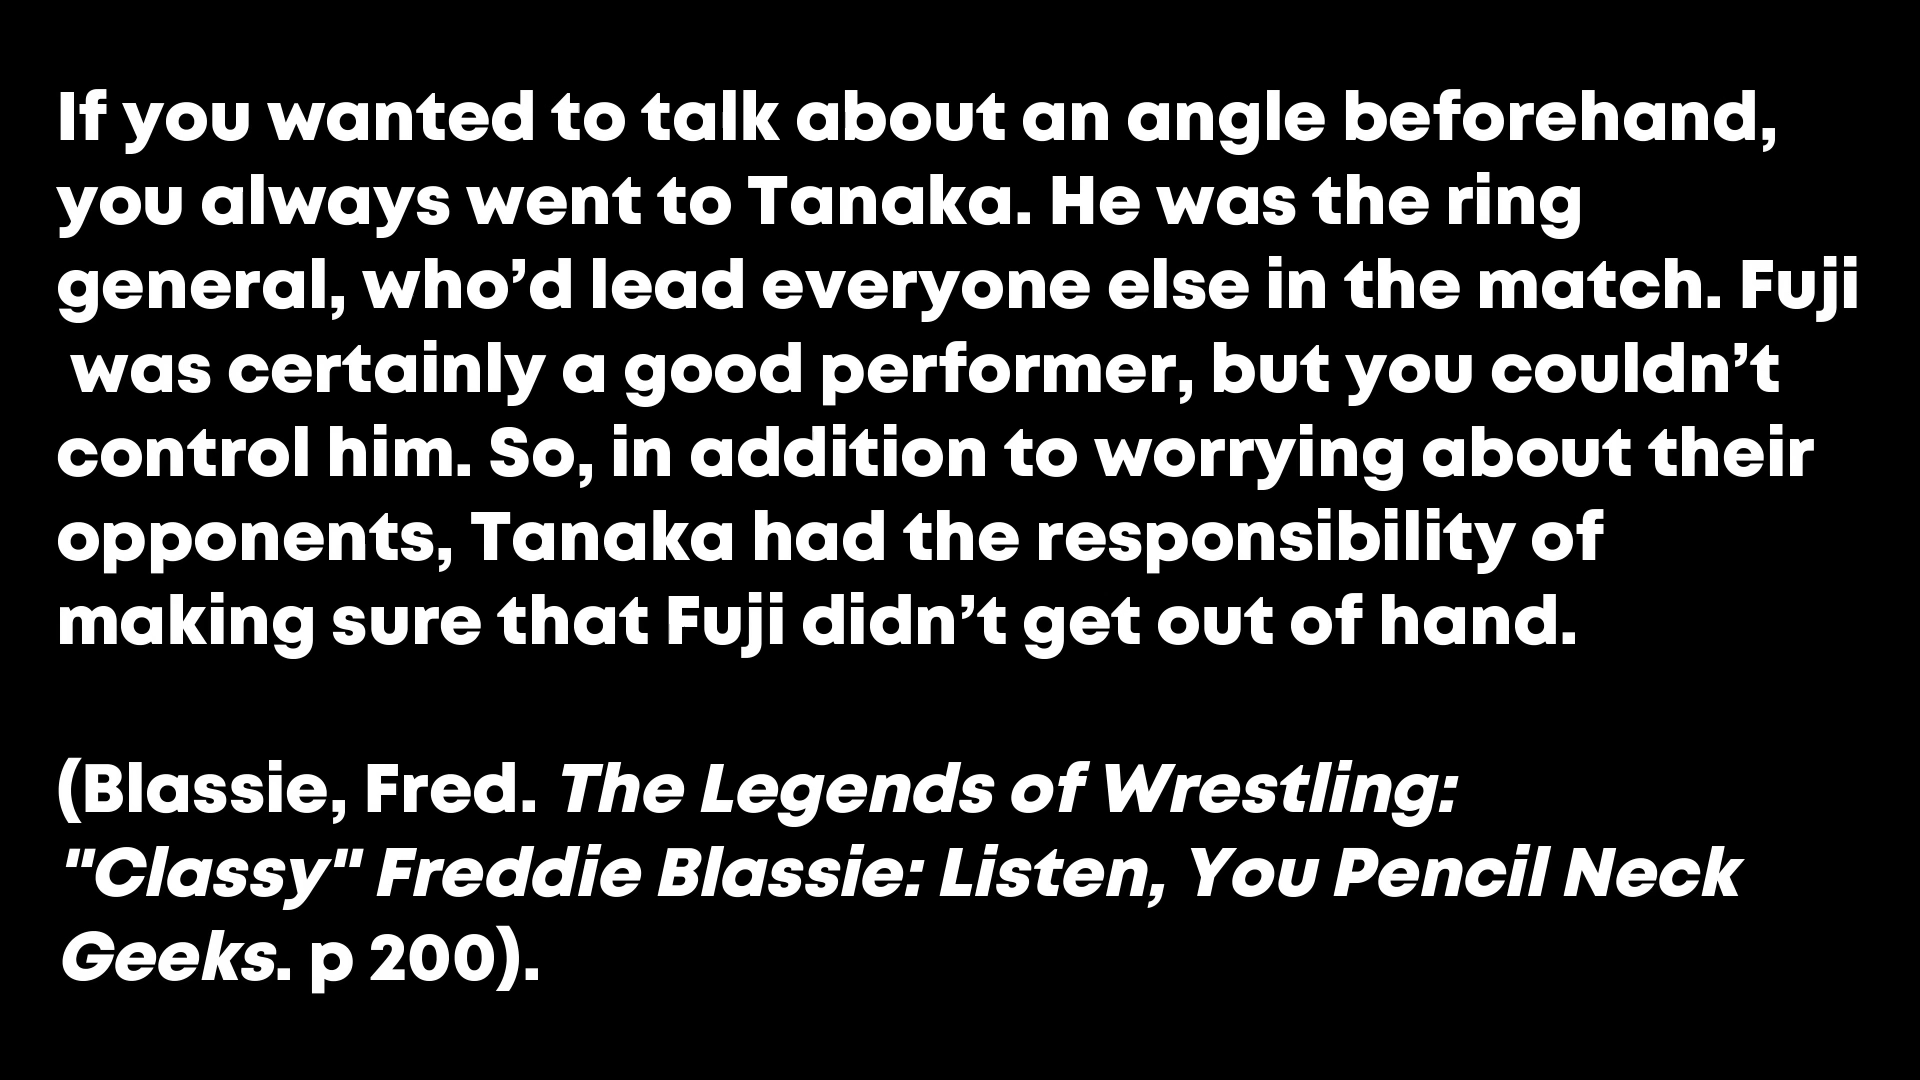 If you wanted to talk about an angle beforehand,
you always went to Tanaka. He was the ring
general, who’d lead everyone else in the match. Fuji
was certainly a good performer, but you couldn’t
control him. So, in addition to worrying about their
opponents, Tanaka had the responsibility of
making sure that Fuji didn’t get out of hand.
(Blassie, Fred. The Legends of Wrestling:
"Classy" Freddie Blassie: Listen, You Pencil Neck
Geeks. p 200).